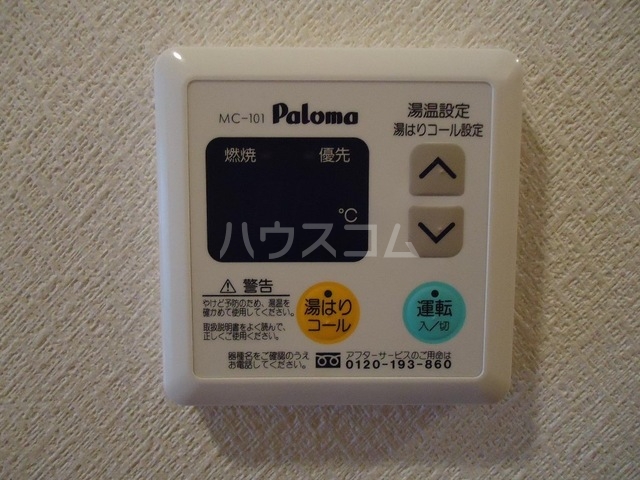 MC-101 Paloma
湯温設定
湯はりコール設定
燃焼 優先
℃
ハウスコム
警告
やけど予防のため、湯温を
確かめて使用してください。
取扱説明書をよく読んで、
正しくご使用ください。
湯はり
コール
運転
入/切
器種名をご確認のうえ
お電話してください。
アフターサービスのご用命は
0120-193-860